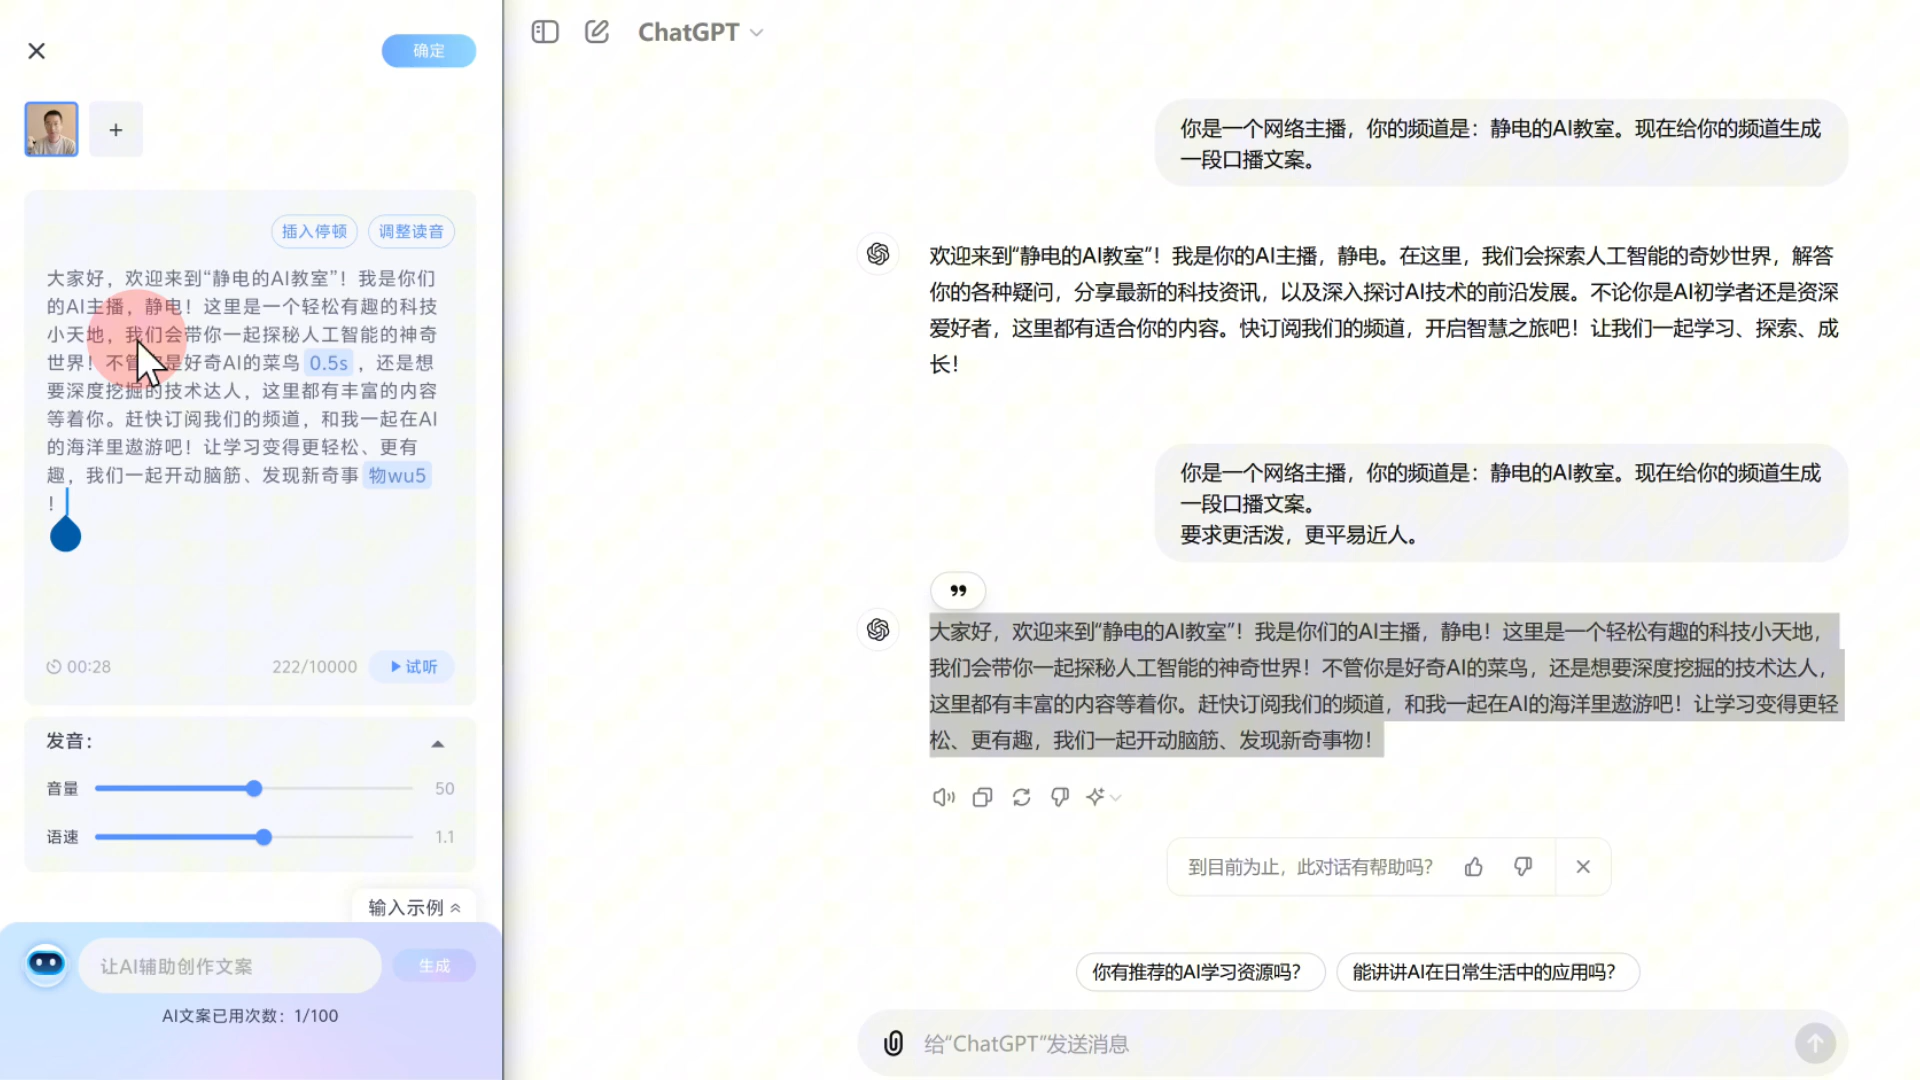 确定
+
插入停顿 调整读音
大家好，欢迎来到“静电的AI教室”！我是你们
的AI主播，静电！这里是一个轻松有趣的科技
小天地，我们会带你一起探秘人工智能的神奇
世界！不管你是好奇AI的菜鸟 0.5s ，还是想
要深度挖掘的技术达人，这里都有丰富的内容
等着你。赶快订阅我们的频道，和我一起在AI
的海洋里遨游吧！让学习变得更轻松、更有
趣，我们一起开动脑筋、发现新奇事 物wu5
！
00:28 222/10000 试听
发音：
音量 50
语速 1.1
输入示例
让AI辅助创作文案 生成
AI文案已用次数：1/100
ChatGPT
你是一个网络主播，你的频道是：静电的AI教室。现在给你的频道生成
一段口播文案。
欢迎来到“静电的AI教室”！我是你的AI主播，静电。在这里，我们会探索人工智能的奇妙世界，解答
你的各种疑问，分享最新的科技资讯，以及深入探讨AI技术的前沿发展。不论你是AI初学者还是资深
爱好者，这里都有适合你的内容。快订阅我们的频道，开启智慧之旅吧！让我们一起学习、探索、成
长！
你是一个网络主播，你的频道是：静电的AI教室。现在给你的频道生成
一段口播文案。
要求更活泼，更平易近人。
大家好，欢迎来到“静电的AI教室”！我是你们的AI主播，静电！这里是一个轻松有趣的科技小天地，
我们会带你一起探秘人工智能的神奇世界！不管你是好奇AI的菜鸟，还是想要深度挖掘的技术达人，
这里都有丰富的内容等着你。赶快订阅我们的频道，和我一起在AI的海洋里遨游吧！让学习变得更轻
松、更有趣，我们一起开动脑筋、发现新奇事物！
到目前为止，此对话有帮助吗？
你有推荐的AI学习资源吗？ 能讲讲AI在日常生活中的应用吗？
给“ChatGPT”发送消息